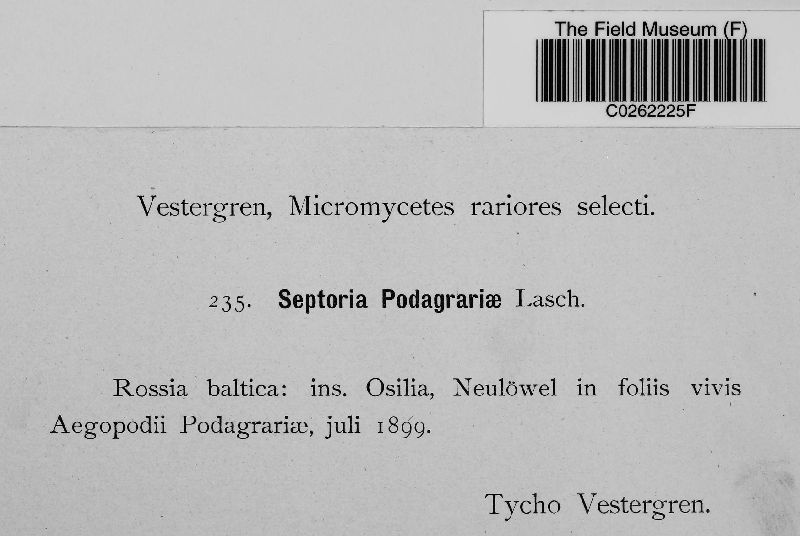 The Field Museum (F)
C0262225F
Vestergren, Micromycetes rariores selecti.
235. Septoria Podagrariæ Lasch.
Rossia baltica: ins. Osilia, Neulöwel in foliis vivis
Aegopodii Podagrariæ, juli 1899.
Tycho Vestergren.